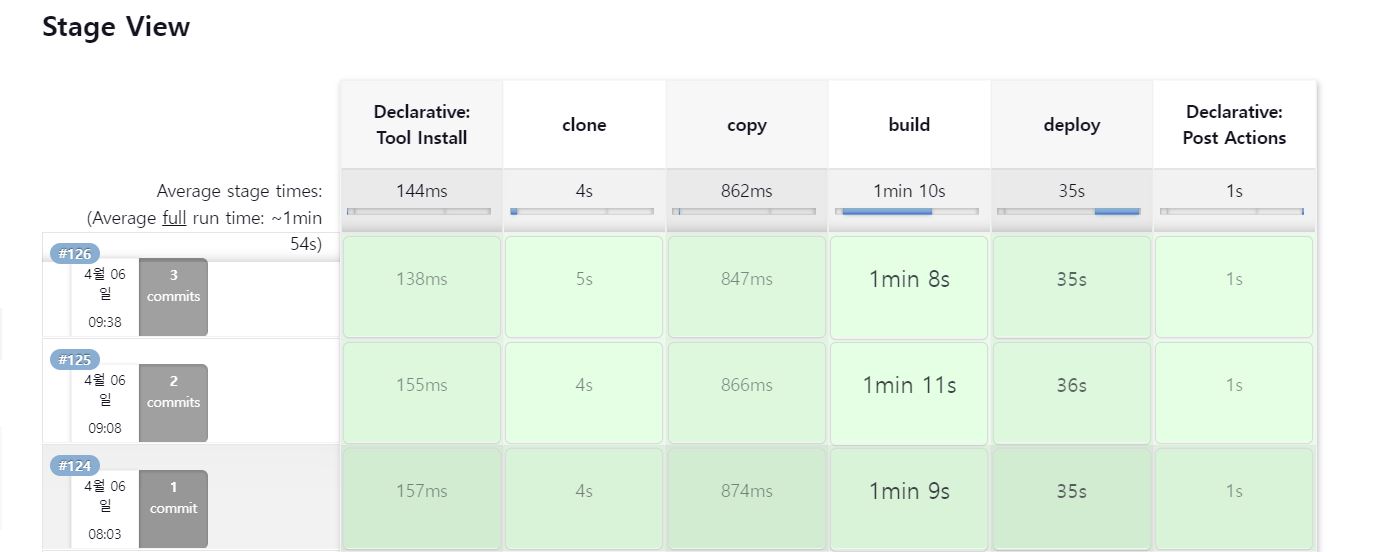 Stage View
Declarative:
Tool Install
clone
copy
build
deploy
Declarative:
Post Actions
Average stage times:
(Average full run time: ~1min
54s)
144ms
4s
862ms
1min 10s
35s
1s
#126
4월 06
일
09:38
3
commits
138ms
5s
847ms
1min 8s
35s
1s
#125
4월 06
일
09:08
2
commits
155ms
4s
866ms
1min 11s
36s
1s
#124
4월 06
일
08:03
1
commit
157ms
4s
874ms
1min 9s
35s
1s